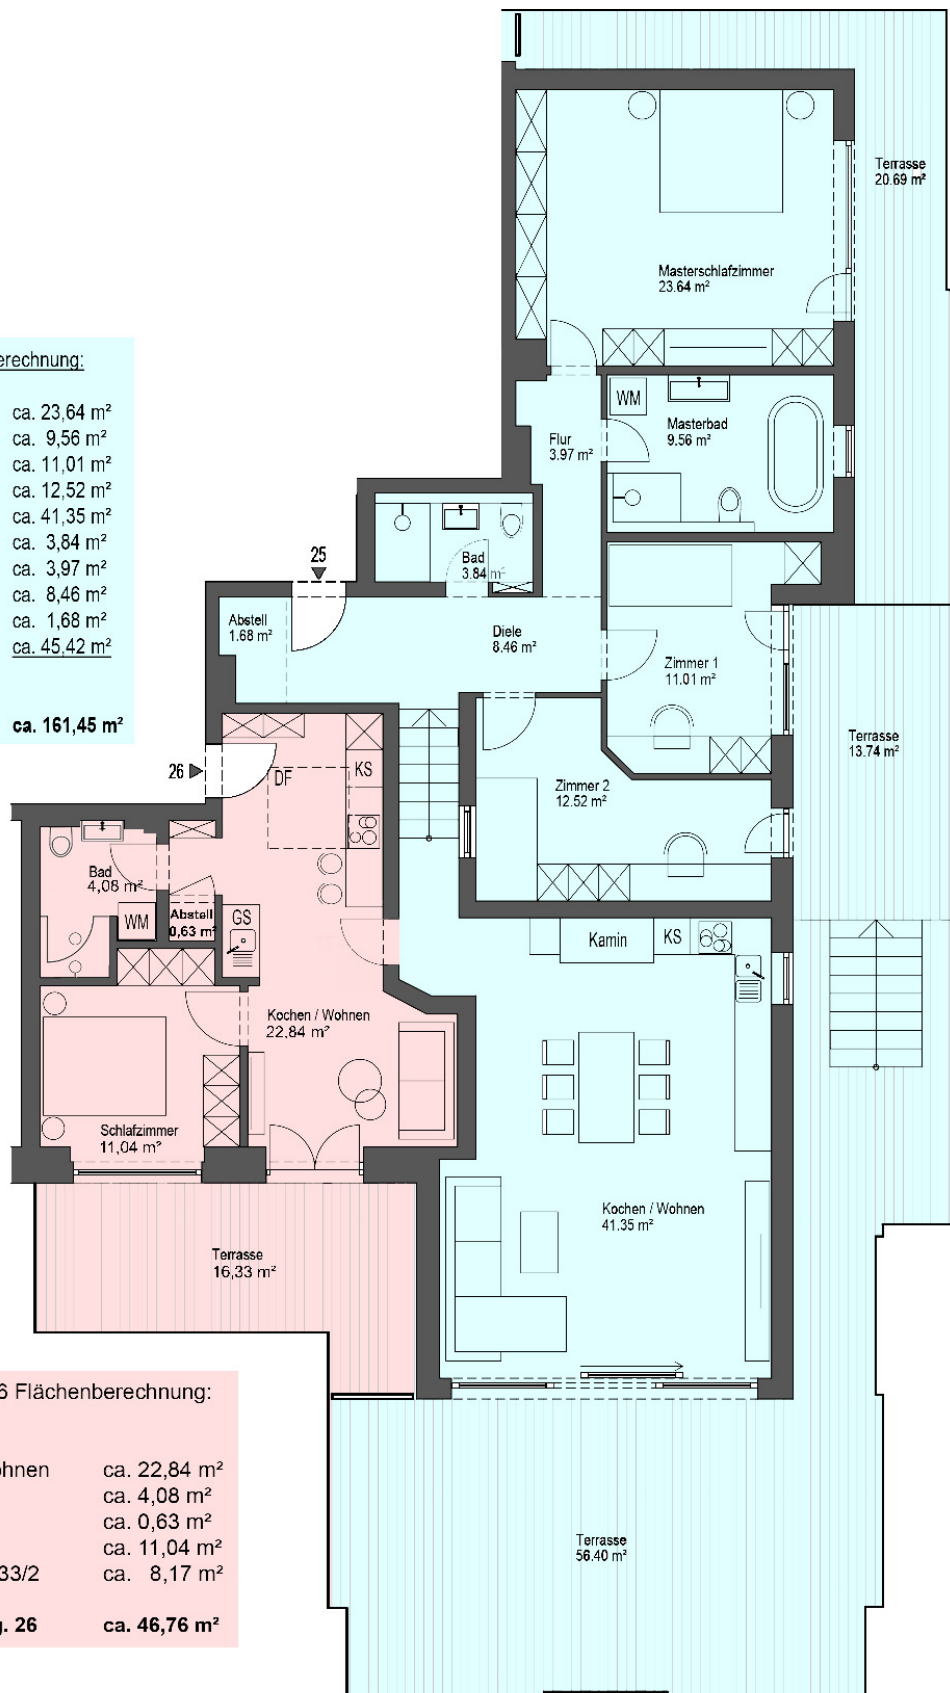 Terrasse
20.69 m²
Masterschlafzimmer
23.64 m²
WM
Masterbad
9.56 m²
Flur
3.97 m²
erechnung:
ca. 23,64 m²
ca. 9,56 m²
ca. 11,01 m²
ca. 12,52 m²
ca. 41,35 m²
ca. 3,84 m²
ca. 3,97 m²
ca. 8,46 m²
ca. 1,68 m²
ca. 45,42 m²
ca. 161,45 m²
25
Bad
3.84 m²
Abstell
1.68 m²
Diele
8.46 m²
Zimmer 1
11.01 m²
Terrasse
13.74 m²
26
DF
KS
Zimmer 2
12.52 m²
Bad
4,08 m²
WM
Abstell
0,63 m²
GS
Kamin
KS
Kochen / Wohnen
22,84 m²
Schlafzimmer
11,04 m²
Kochen / Wohnen
41.35 m²
Terrasse
16,33 m²
6 Flächenberechnung:
ohnen ca. 22,84 m²
ca. 4,08 m²
ca. 0,63 m²
ca. 11,04 m²
33/2 ca. 8,17 m²
g. 26 ca. 46,76 m²
Terrasse
56.40 m²